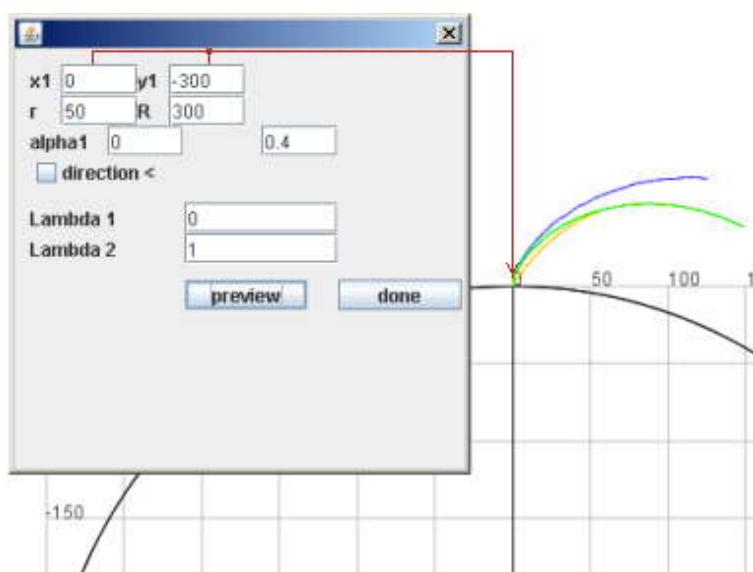 x1 0 y1 -300
r 50 R 300
alpha1 0 0.4
direction <
Lambda 1 0
Lambda 2 1
preview done
50 100 1
-150